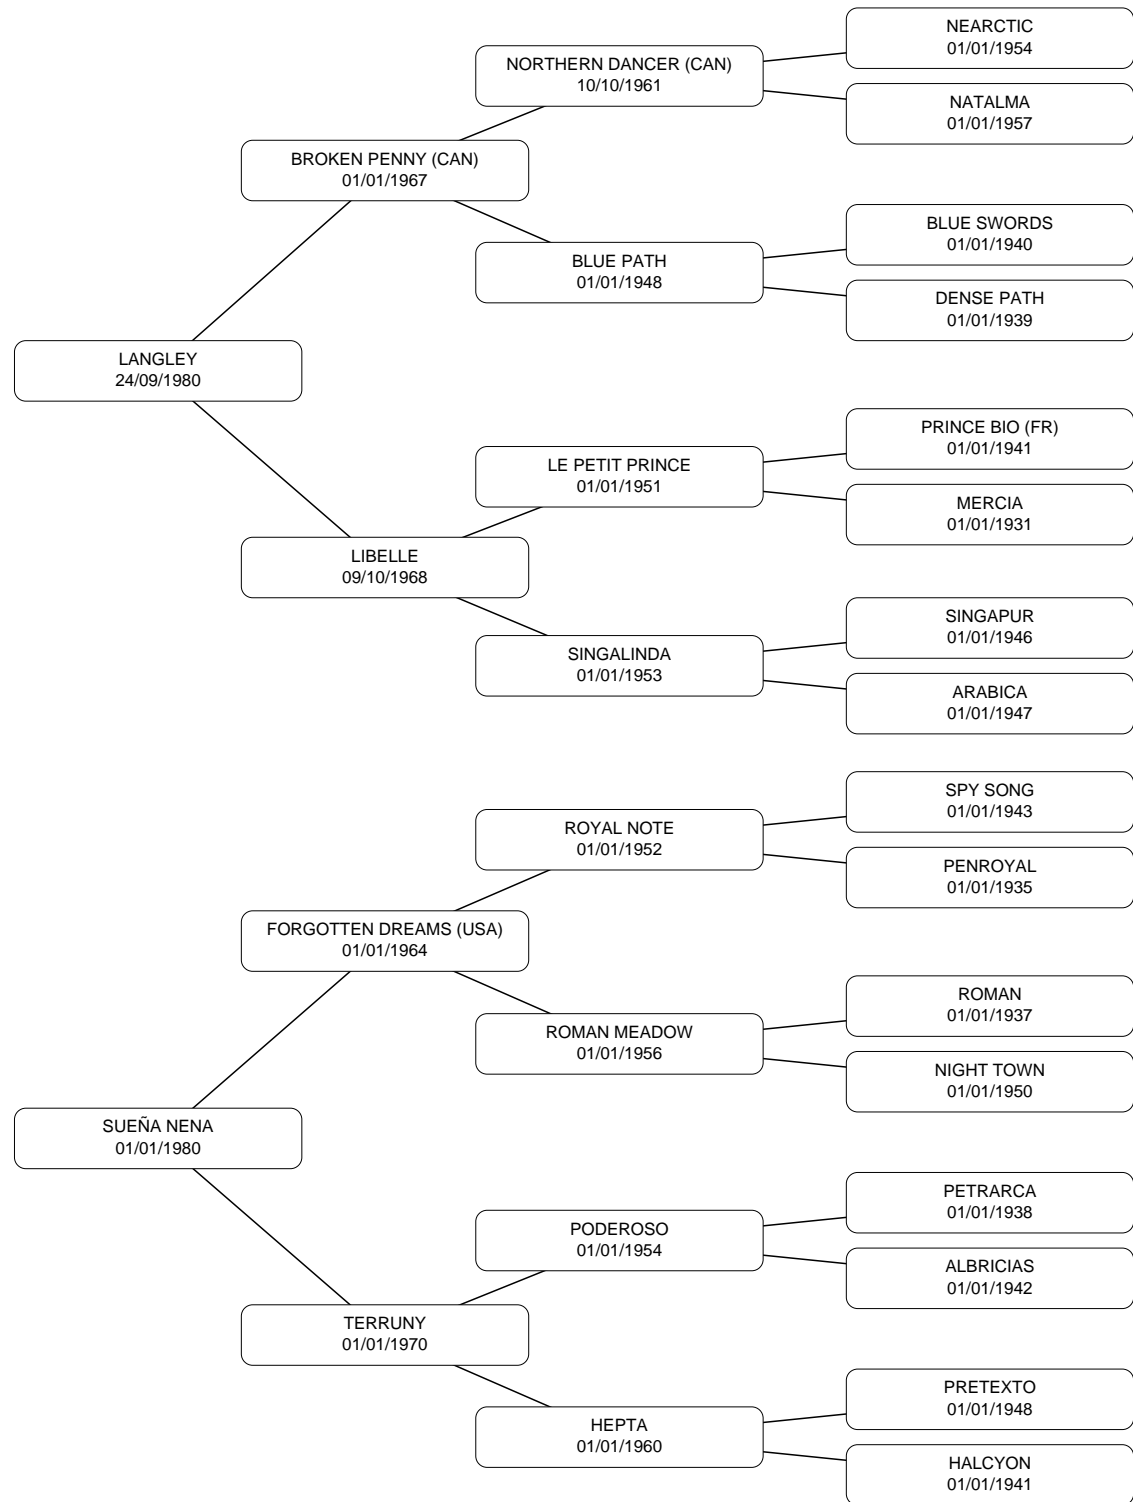 NEARCTIC
01/01/1954
NORTHERN DANCER (CAN)
10/10/1961
NATALMA
01/01/1957
BROKEN PENNY (CAN)
01/01/1967
BLUE SWORDS
01/01/1940
BLUE PATH
01/01/1948
DENSE PATH
01/01/1939
LANGLEY
24/09/1980
PRINCE BIO (FR)
01/01/1941
LE PETIT PRINCE
01/01/1951
MERCIA
01/01/1931
LIBELLE
09/10/1968
SINGAPUR
01/01/1946
SINGALINDA
01/01/1953
ARABICA
01/01/1947
SPY SONG
01/01/1943
ROYAL NOTE
01/01/1952
PENROYAL
01/01/1935
FORGOTTEN DREAMS (USA)
01/01/1964
ROMAN
01/01/1937
ROMAN MEADOW
01/01/1956
NIGHT TOWN
01/01/1950
SUEÑA NENA
01/01/1980
PETRARCA
01/01/1938
PODEROSO
01/01/1954
ALBRICIAS
01/01/1942
TERRUNY
01/01/1970
PRETEXTO
01/01/1948
HEPTA
01/01/1960
HALCYON
01/01/1941